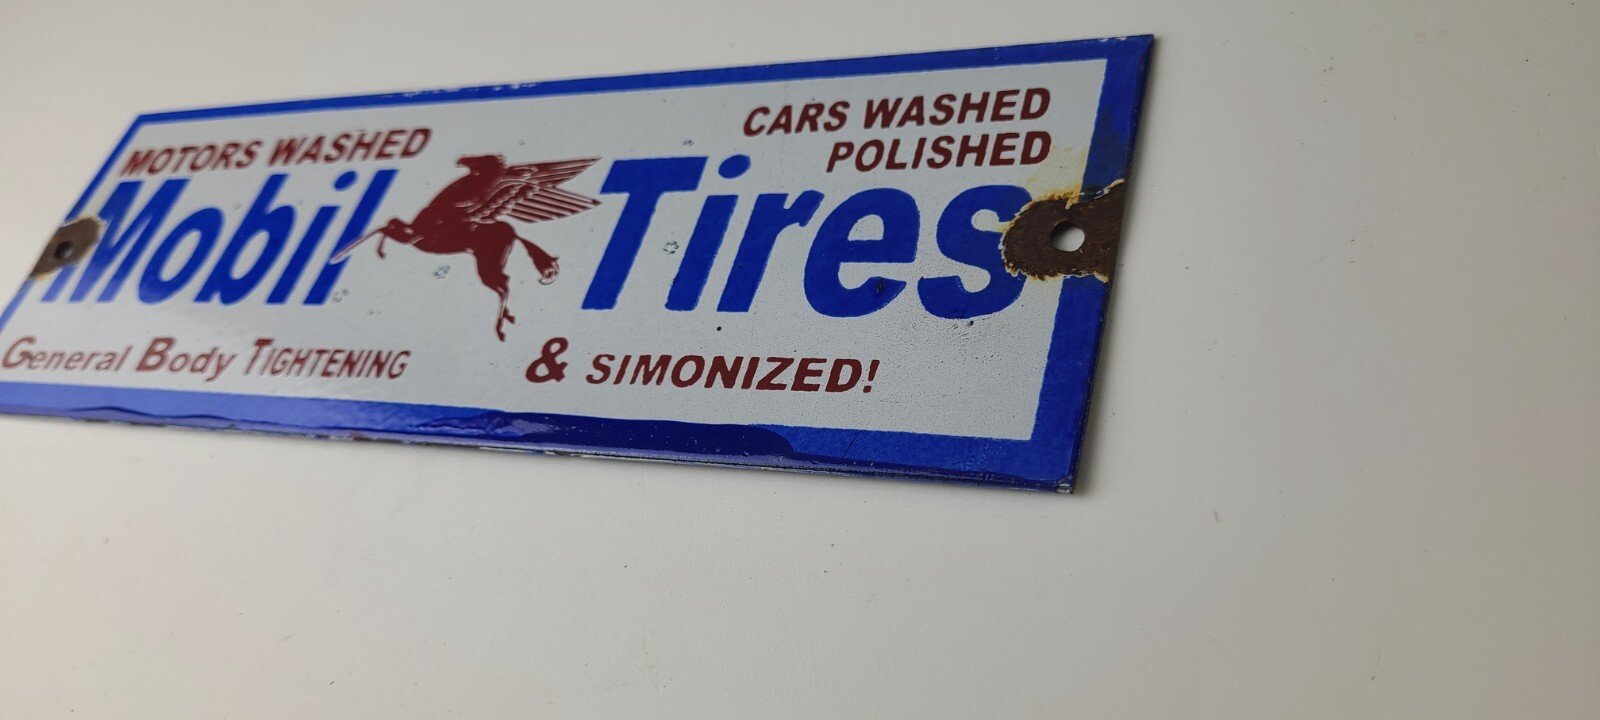 MOTORS WASHED
CARS WASHED
POLISHED
Mobil Tires
General Body TIGHTENING & SIMONIZED!